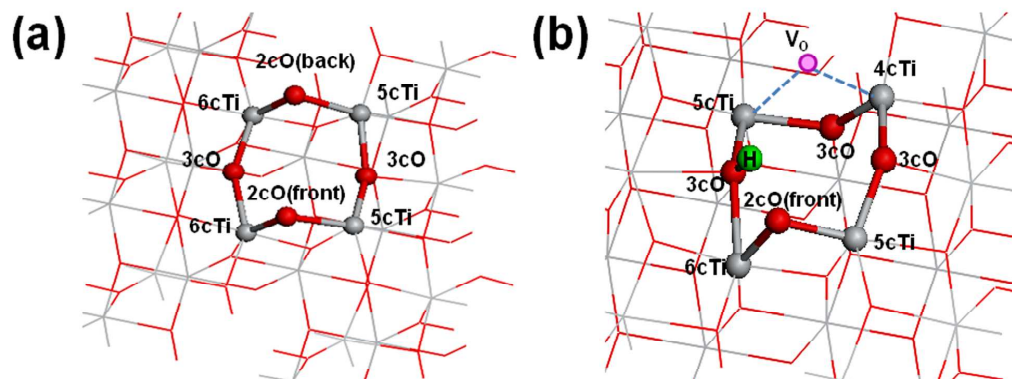 (a)
2cO(back)
6cTi
5cTi
3cO
3cO
2cO(front)
6cTi
5cTi
(b)
Vo
4cTi
5cTi
3cO
3cO
H
3cO
2cO(front)
5cTi
6cTi